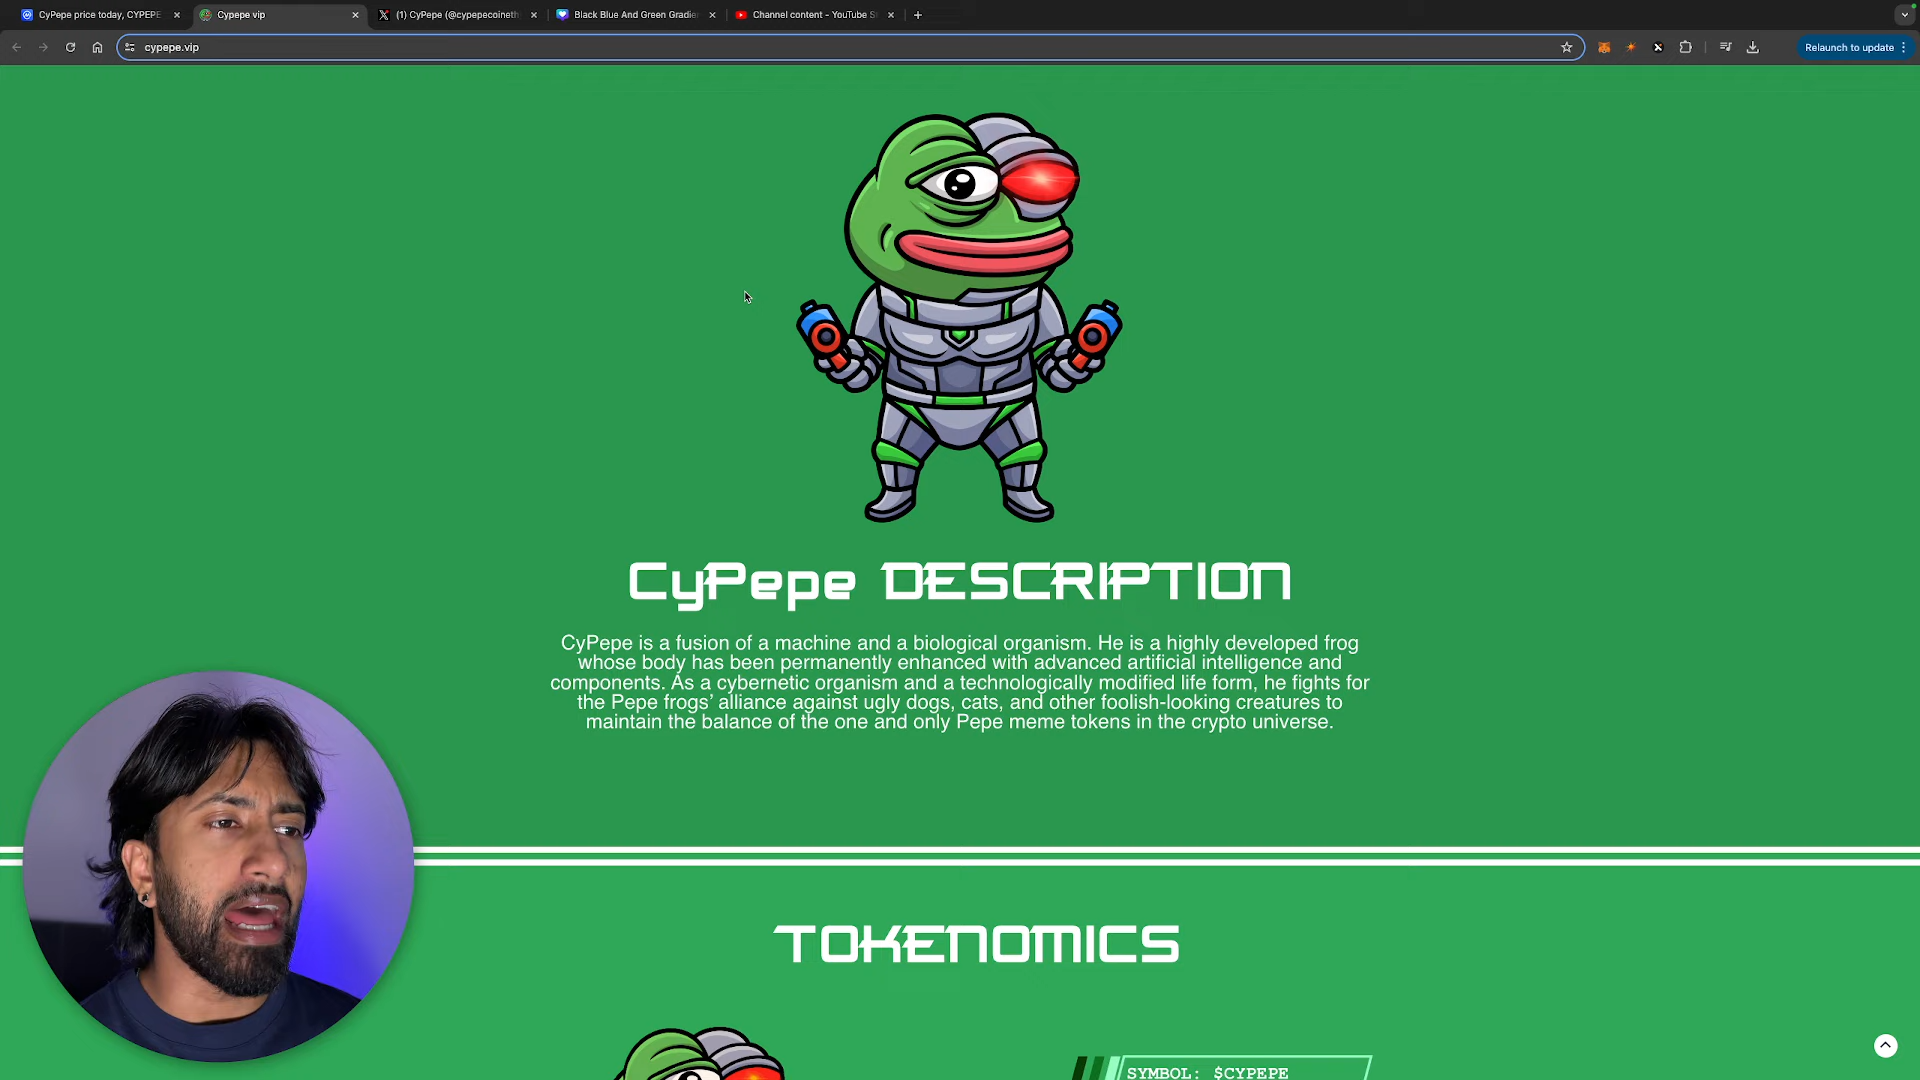 CyPepe price today, CYPEPE
Cypepe vip
(1) CyPepe (@cypepecoineth
Black Blue And Green Gradie
Channel content - YouTube S
cypepe.vip
Relaunch to update
CyPepe DESCRIPTION
CyPepe is a fusion of a machine and a biological organism. He is a highly developed frog
whose body has been permanently enhanced with advanced artificial intelligence and
components. As a cybernetic organism and a technologically modified life form, he fights for
the Pepe frogs’ alliance against ugly dogs, cats, and other foolish-looking creatures to
maintain the balance of the one and only Pepe meme tokens in the crypto universe.
TOKENOMICS
SYMBOL: $CYPEPE